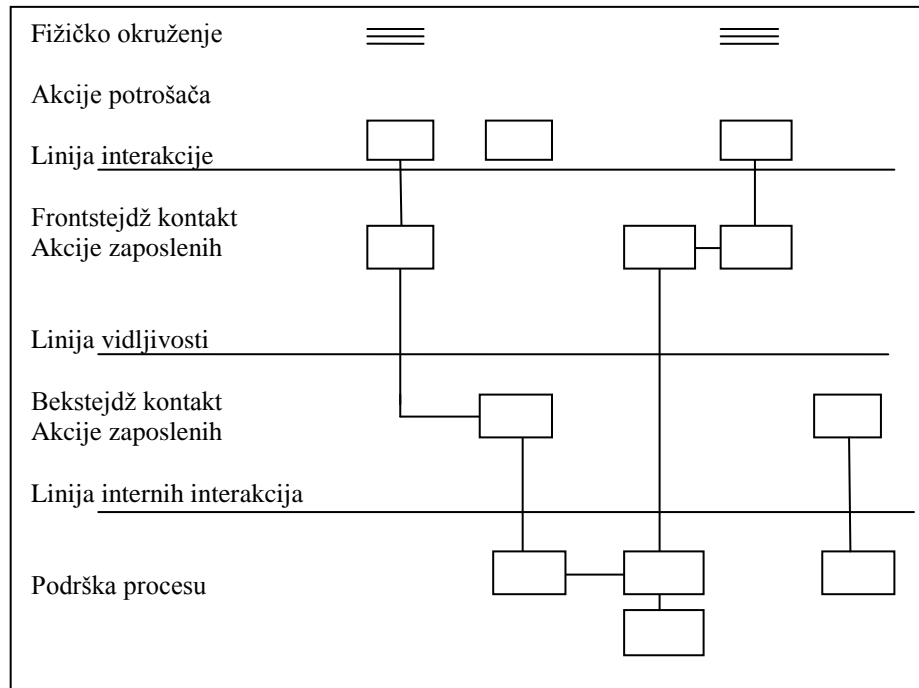 Fižičko okruženje
Akcije potrošača
Linija interakcije
Frontstejdž kontakt
Akcije zaposlenih
Linija vidljivosti
Bekstejdž kontakt
Akcije zaposlenih
Linija internih interakcija
Podrška procesu